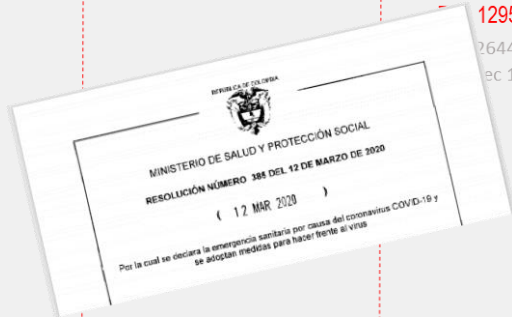 1295
2644
ec 1
REPÚBLICA DE COLOMBIA
MINISTERIO DE SALUD Y PROTECCIÓN SOCIAL
RESOLUCIÓN NÚMERO 385 DEL 12 DE MARZO DE 2020
( 12 MAR 2020 )
Por la cual se declara la emergencia sanitaria por causa del coronavirus COVID-19 y
se adoptan medidas para hacer frente al virus